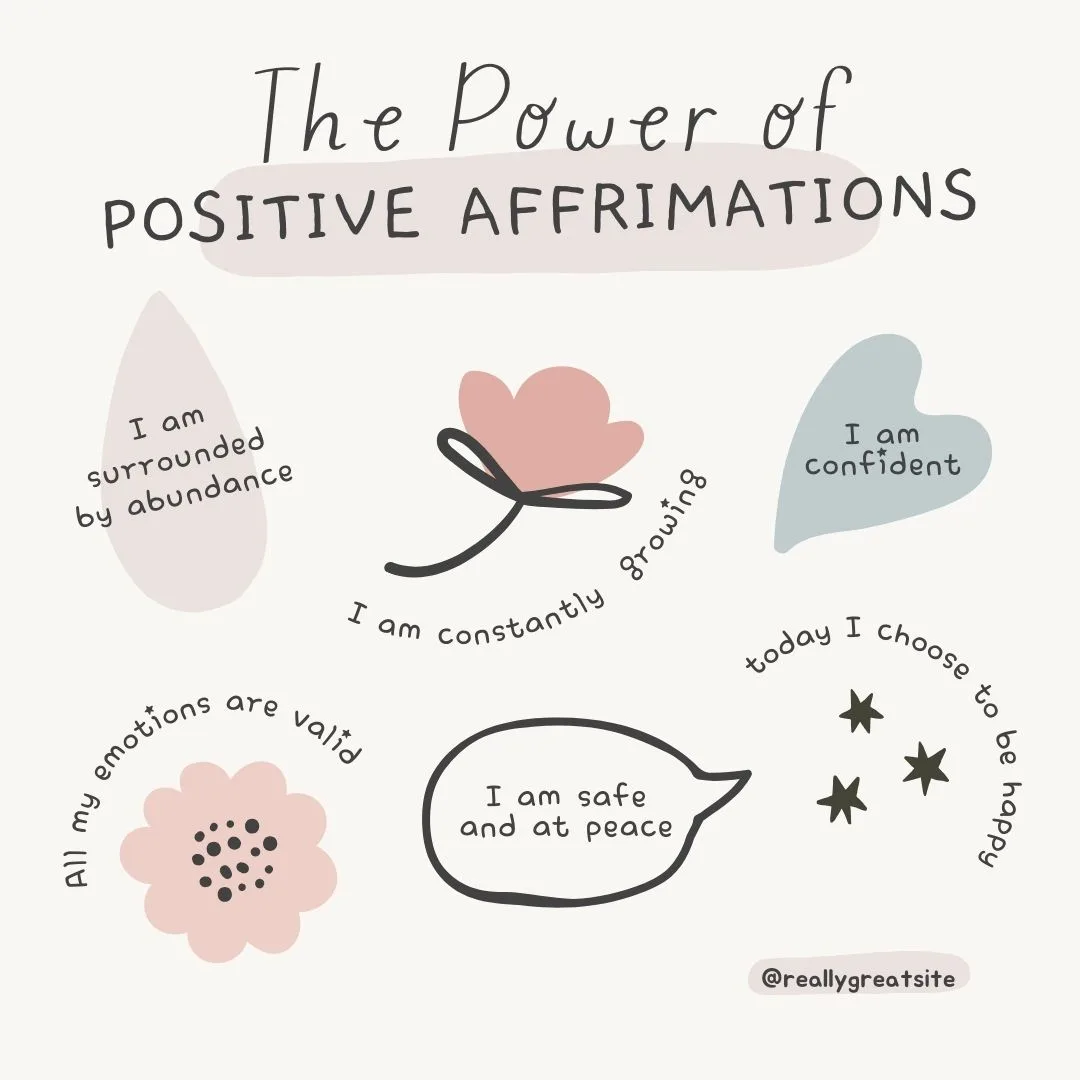 The Power of
POSITIVE AFFRIMATIONS
I am
surrounded
by abundance
I am constantly growing
I am
confident
All my emotions are valid
I am safe
and at peace
today I choose to be happy
@reallygreatsite